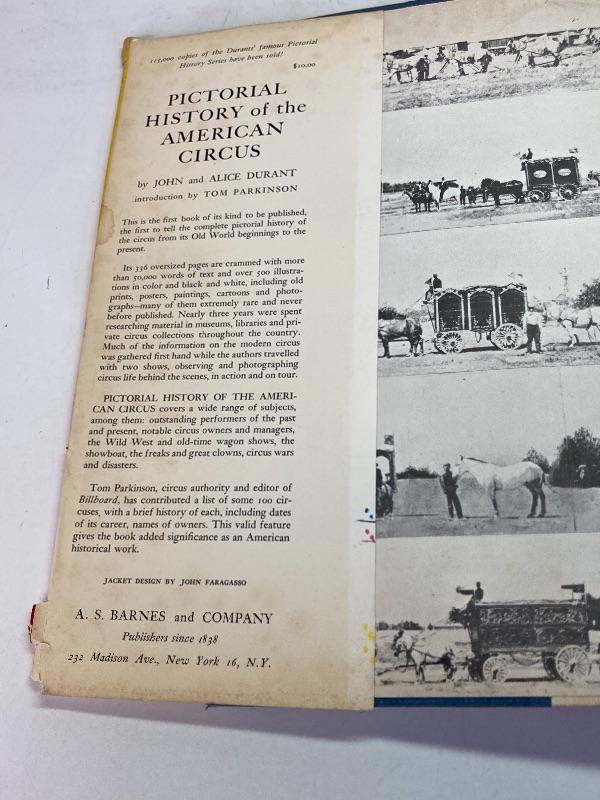 115,000 copies of the Durants' famous Pictorial
History Series have been sold!
$10.00
PICTORIAL
HISTORY of the
AMERICAN
CIRCUS
by JOHN and ALICE DURANT
introduction by TOM PARKINSON
This is the first book of its kind to be published,
the first to tell the complete pictorial history of
the circus from its Old World beginnings to the
present.
Its 336 oversized pages are crammed with more
than 50,000 words of text and over 500 illustra-
tions in color and black and white, including old
prints, posters, paintings, cartoons and photo-
graphs—many of them extremely rare and never
before published. Nearly three years were spent
researching material in museums, libraries and pri-
vate circus collections throughout the country.
Much of the information on the modern circus
was gathered first hand while the authors travelled
with two shows, observing and photographing
circus life behind the scenes, in action and on tour.
PICTORIAL HISTORY OF THE AMERI-
CAN CIRCUS covers a wide range of subjects,
among them: outstanding performers of the past
and present, notable circus owners and managers,
the Wild West and old-time wagon shows, the
showboat, the freaks and great clowns, circus wars
and disasters.
Tom Parkinson, circus authority and editor of
Billboard, has contributed a list of some 100 cir-
cuses, with a brief history of each, including dates
of its career, names of owners. This valid feature
gives the book added significance as an American
historical work.
JACKET DESIGN BY JOHN FARAGASSO
A. S. BARNES and COMPANY
Publishers since 1838
232 Madison Ave., New York 16, N.Y.